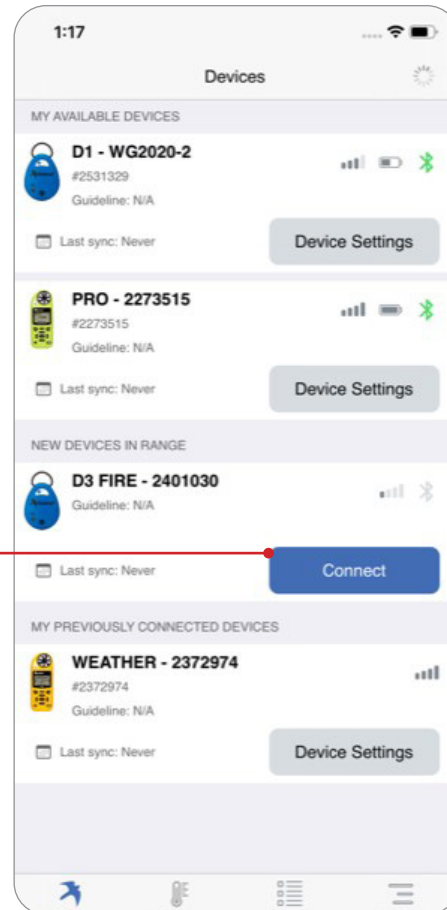 1:17
Devices
MY AVAILABLE DEVICES
D1 - WG2020-2
#2531329
Guideline: N/A
Last sync: Never
Device Settings
PRO - 2273515
#2273515
Guideline: N/A
Last sync: Never
Device Settings
NEW DEVICES IN RANGE
D3 FIRE - 2401030
Guideline: N/A
Last sync: Never
Connect
MY PREVIOUSLY CONNECTED DEVICES
WEATHER - 2372974
#2372974
Guideline: N/A
Last sync: Never
Device Settings